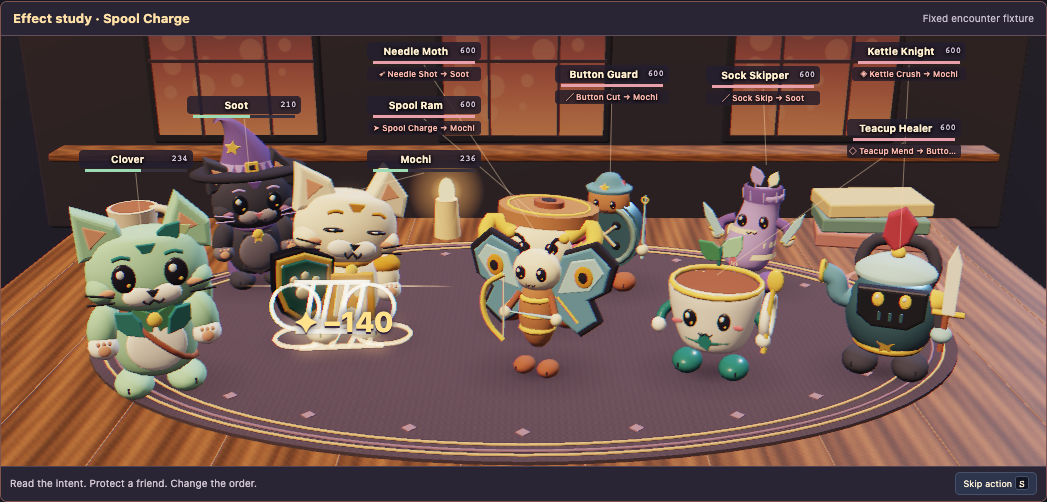 Effect study · Spool Charge
Fixed encounter fixture
Needle Moth 600
Needle Shot → Soot
Kettle Knight 600
Kettle Crush → Mochi
Button Guard 600
Button Cut → Mochi
Sock Skipper 600
Sock Skip → Soot
Soot 210
Spool Ram 600
Spool Charge → Mochi
Teacup Healer 600
Teacup Mend → Butto...
Clover 234
Mochi 236
–140
Read the intent. Protect a friend. Change the order.
Skip action S